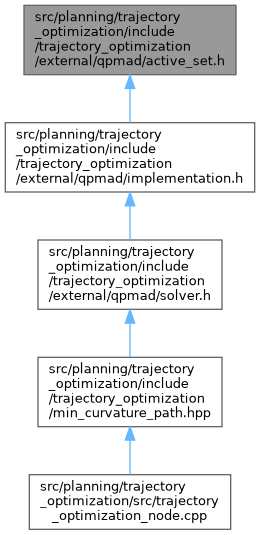 src/planning/trajectory
_optimization/include
/trajectory_optimization
/external/qpmad/active_set.h
src/planning/trajectory
_optimization/include
/trajectory_optimization
/external/qpmad/implementation.h
src/planning/trajectory
_optimization/include
/trajectory_optimization
/external/qpmad/solver.h
src/planning/trajectory
_optimization/include
/trajectory_optimization
/min_curvature_path.hpp
src/planning/trajectory
_optimization/src/trajectory
_optimization_node.cpp